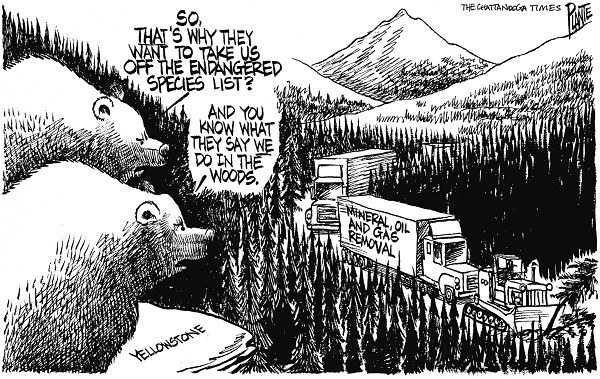 THE CHATTANOOGA TIMES
PLANTE
SO,
THAT'S WHY THEY
WANT TO TAKE US
OFF THE ENDANGERED
SPECIES LIST?
AND YOU
KNOW WHAT
THEY SAY WE
DO IN THE
WOODS.
MINERAL, OIL
AND GAS
REMOVAL
YELLOWSTONE